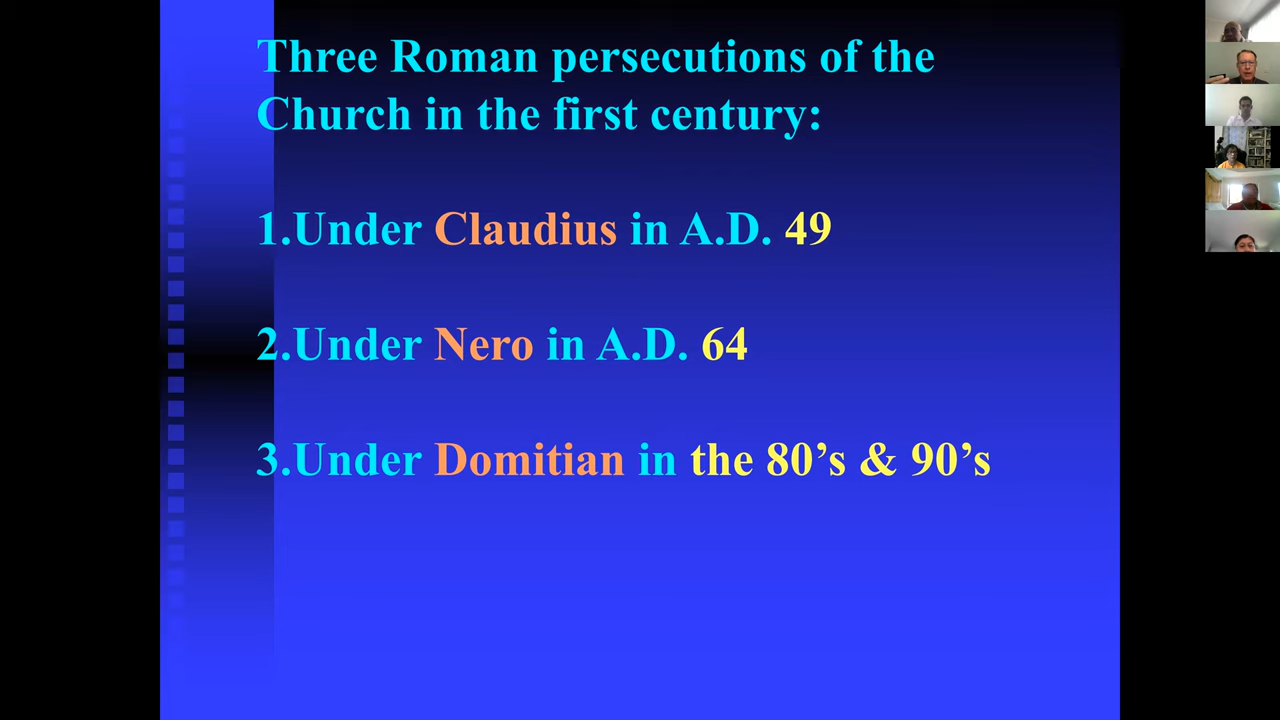 Three Roman persecutions of the
Church in the first century:
1.Under Claudius in A.D. 49
2.Under Nero in A.D. 64
3.Under Domitian in the 80’s & 90’s